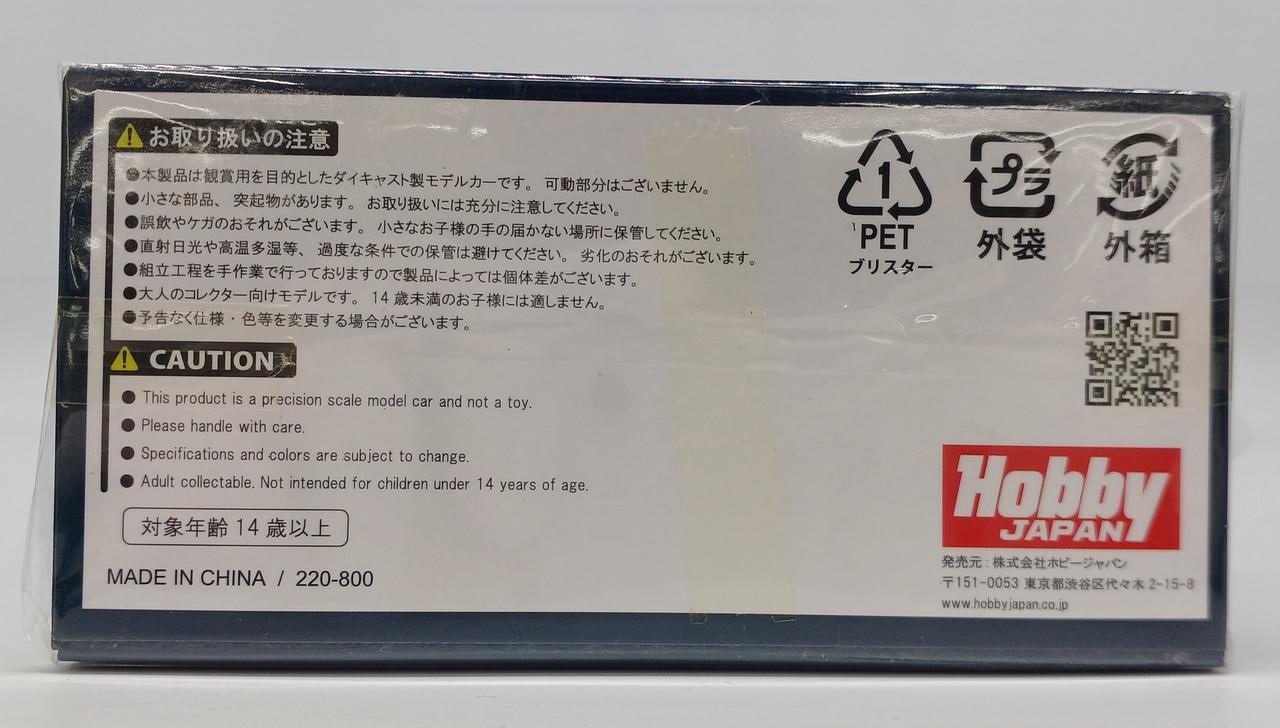 お取り扱いの注意
●本製品は観賞用を目的としたダイキャスト製モデルカーです。 可動部分はございません。
●小さな部品、 突起物があります。 お取り扱いには充分に注意してください。
●誤飲やケガのおそれがございます。 小さなお子様の手の届かない場所に保管してください。
●直射日光や高温多湿等、 過度な条件での保管は避けてください。 劣化のおそれがございます。
●組立工程を手作業で行っておりますので製品によっては個体差がございます。
●大人のコレクター向けモデルです。 14 歳未満のお子様には適しません。
●予告なく仕様・色等を変更する場合がございます。
CAUTION
● This product is a precision scale model car and not a toy.
● Please handle with care.
● Specifications and colors are subject to change.
● Adult collectable. Not intended for children under 14 years of age.
対象年齢 14 歳以上
MADE IN CHINA / 220-800
1
PET
ブリスター
プラ
外袋
紙
外箱
Hobby
JAPAN
発売元 : 株式会社ホビージャパン
〒151-0053 東京都渋谷区代々木 2-15-8
www.hobbyjapan.co.jp